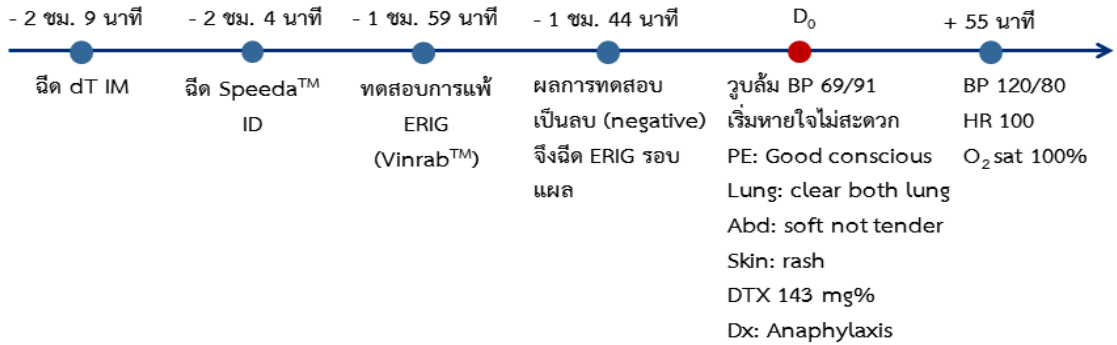 - 2 ชม. 9 นาที
ฉีด dT IM
- 2 ชม. 4 นาที
ฉีด Speeda™
ID
- 1 ชม. 59 นาที
ทดสอบการแพ้
ERIG
(Vinrab™)
- 1 ชม. 44 นาที
ผลการทดสอบ
เป็นลบ (negative)
จึงฉีด ERIG รอบ
แผล
D₀
วูบล้ม BP 69/91
เริ่มหายใจไม่สะดวก
PE: Good conscious
Lung: clear both lung
Abd: soft not tender
Skin: rash
DTX 143 mg%
Dx: Anaphylaxis
+ 55 นาที
BP 120/80
HR 100
O₂ sat 100%